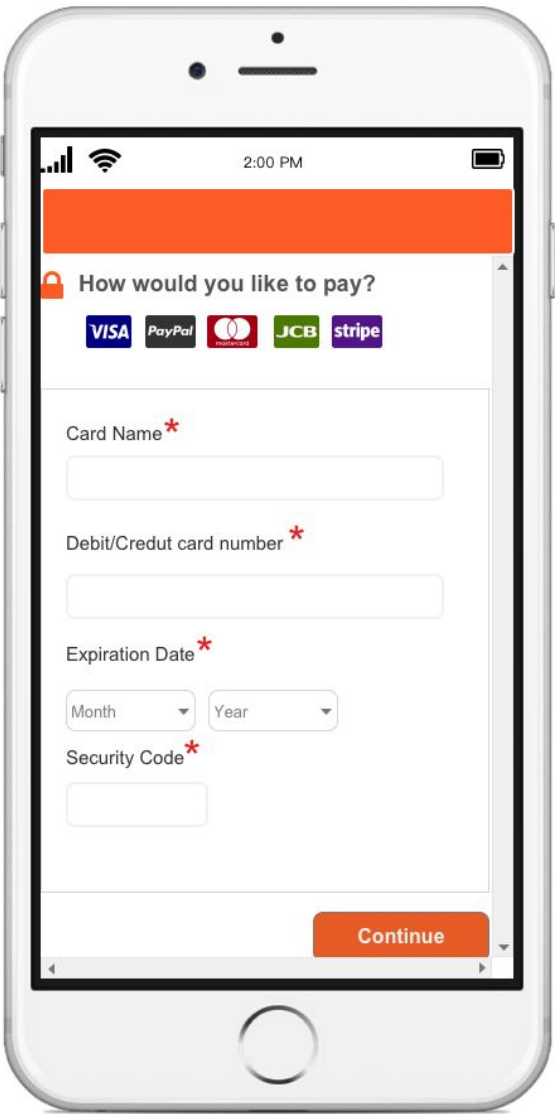 2:00 PM
How would you like to pay?
VISA PayPal mastercard JCB stripe
Card Name*
Debit/Credut card number *
Expiration Date*
Month Year
Security Code*
Continue